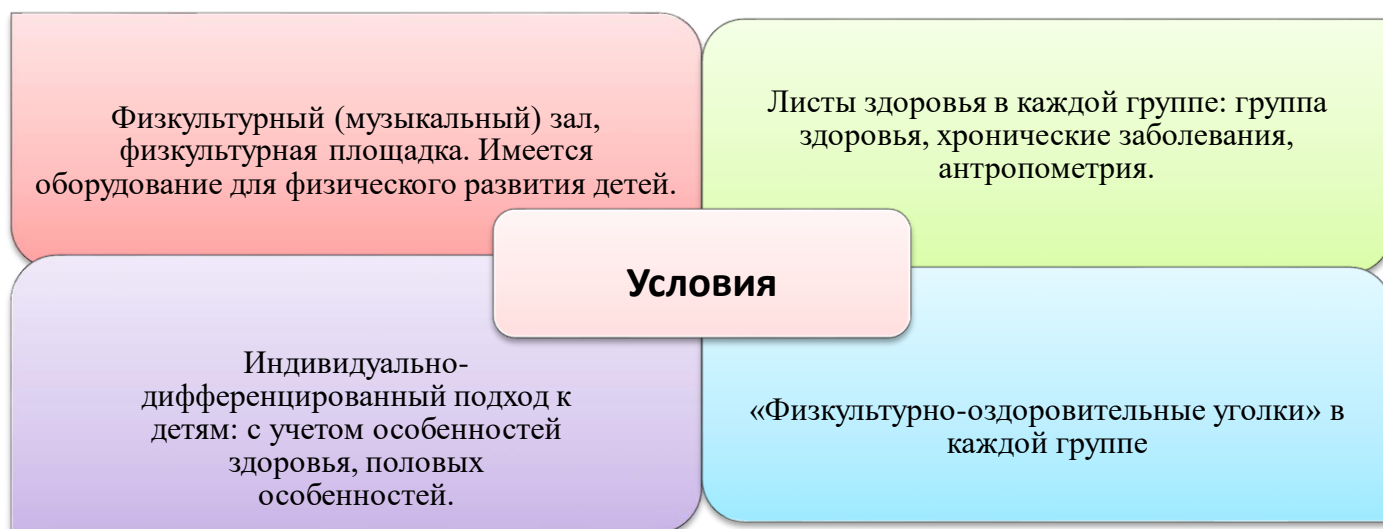 Физкультурный (музыкальный) зал,
физкультурная площадка. Имеется
оборудование для физического развития детей.
Листы здоровья в каждой группе: группа
здоровья, хронические заболевания,
антропометрия.
Условия
Индивидуально-
дифференцированный подход к
детям: с учетом особенностей
здоровья, половых
особенностей.
«Физкультурно-оздоровительные уголки» в
каждой группе